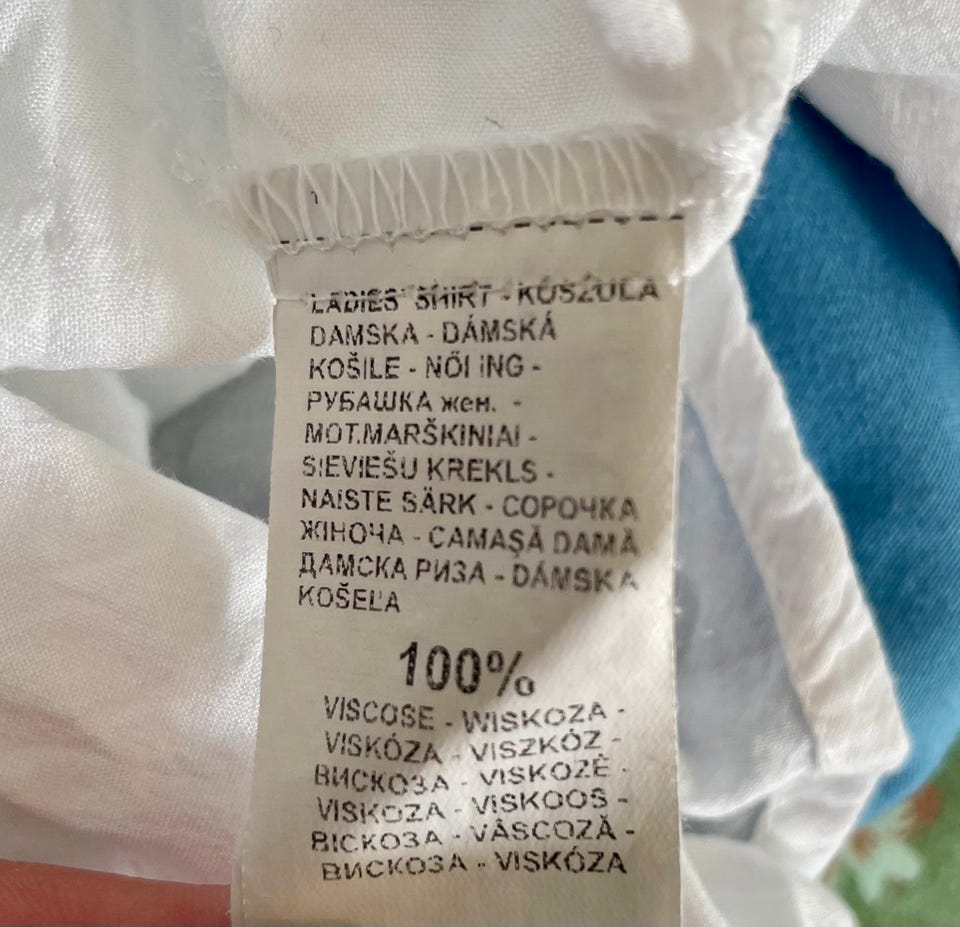 LADIES' SHIRT - KOSZULA
DAMSKA - DÁMSKÁ
KOŠILE - NŐI ING -
РУБАШКА жен. -
MOT.MARŠKINIAI -
SIEVIEŠU KREKLS -
NAISTE SÄRK - СОРОЧКА
ЖІНОЧА - CAMAŞĂ DAMĂ
ДАМСКА РИЗА - DÁMSKA
KOŠEĽA
100%
VISCOSE - WISKOZA -
VISKÓZA - VISZKÓZ -
ВИСКОЗА - VISKOZĖ -
VISKOZA - VISKOOS -
ВІСКОЗА - VÂSCOZĂ -
ВИСКОЗА - VISKÓZA